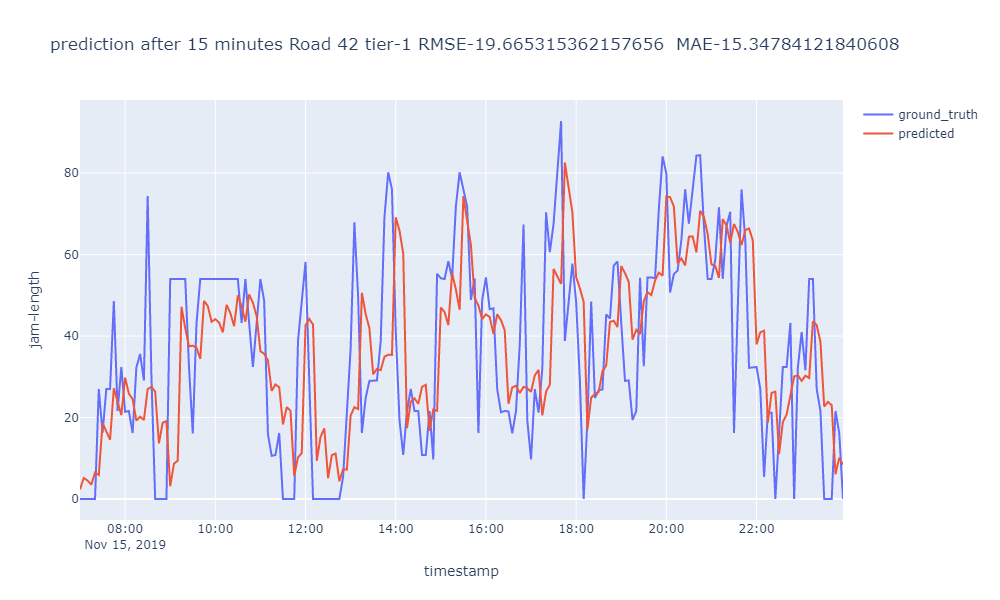 prediction after 15 minutes Road 42 tier-1 RMSE-19.665315362157656  MAE-15.34784121840608
ground_truth
predicted
80
60
40
20
0
jam-length
08:00 10:00 12:00 14:00 16:00 18:00 20:00 22:00
Nov 15, 2019
timestamp